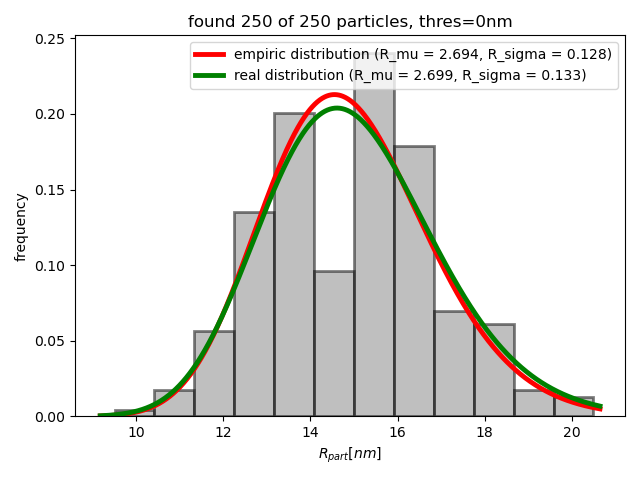 found 250 of 250 particles, thres=0nm
empiric distribution (R_mu = 2.694, R_sigma = 0.128)
real distribution (R_mu = 2.699, R_sigma = 0.133)
0.25
0.20
0.15
0.10
0.05
0.00
frequency
10 12 14 16 18 20
R_part[nm]